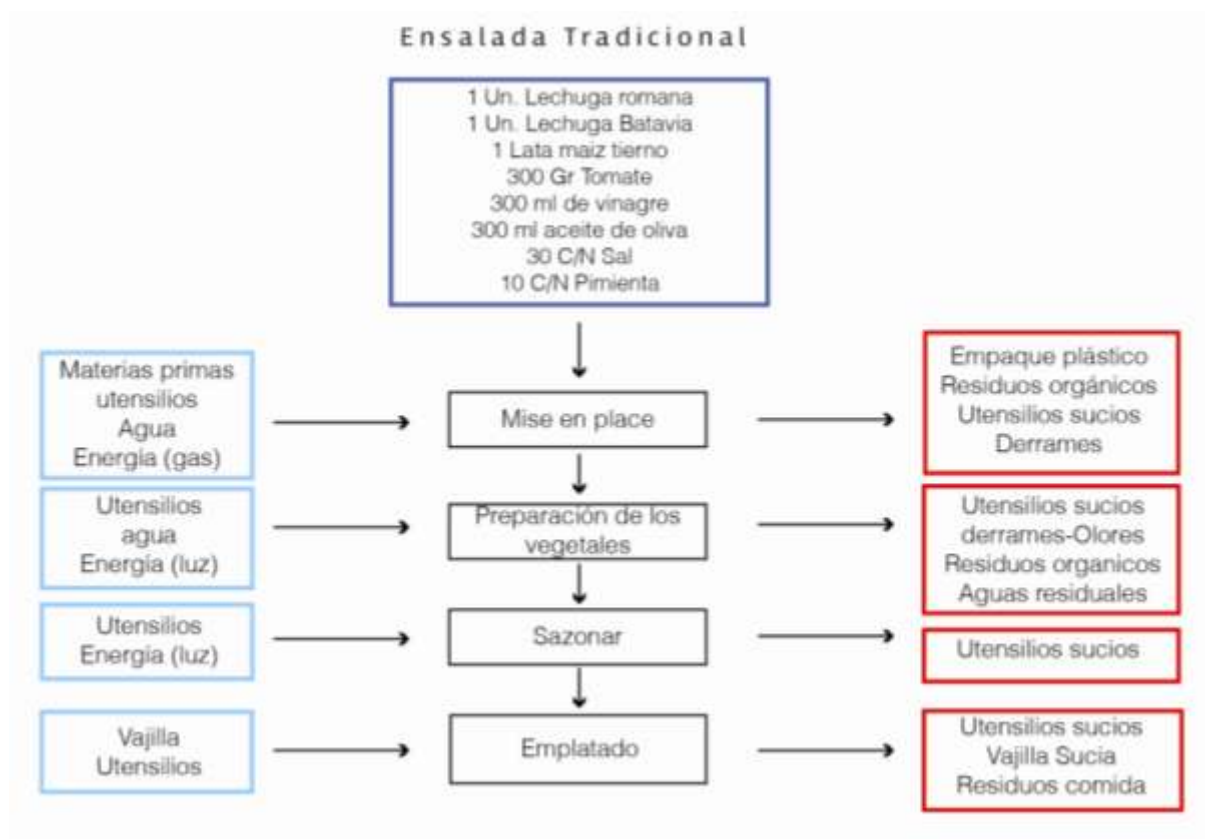 Ensalada Tradicional
1 Un. Lechuga romana
1 Un. Lechuga Batavia
1 Lata maiz tierno
300 Gr Tomate
300 ml de vinagre
300 ml aceite de oliva
30 C/N Sal
10 C/N Pimienta
Materias primas
utensilios
Agua
Energía (gas)
Mise en place
Empaque plástico
Residuos orgánicos
Utensilios sucios
Derrames
Utensilios
agua
Energía (luz)
Preparación de los
vegetales
Utensilios sucios
derrames-Olores
Residuos organicos
Aguas residuales
Utensilios
Energía (luz)
Sazonar
Utensilios sucios
Vajilla
Utensilios
Emplatado
Utensilios sucios
Vajilla Sucia
Residuos comida